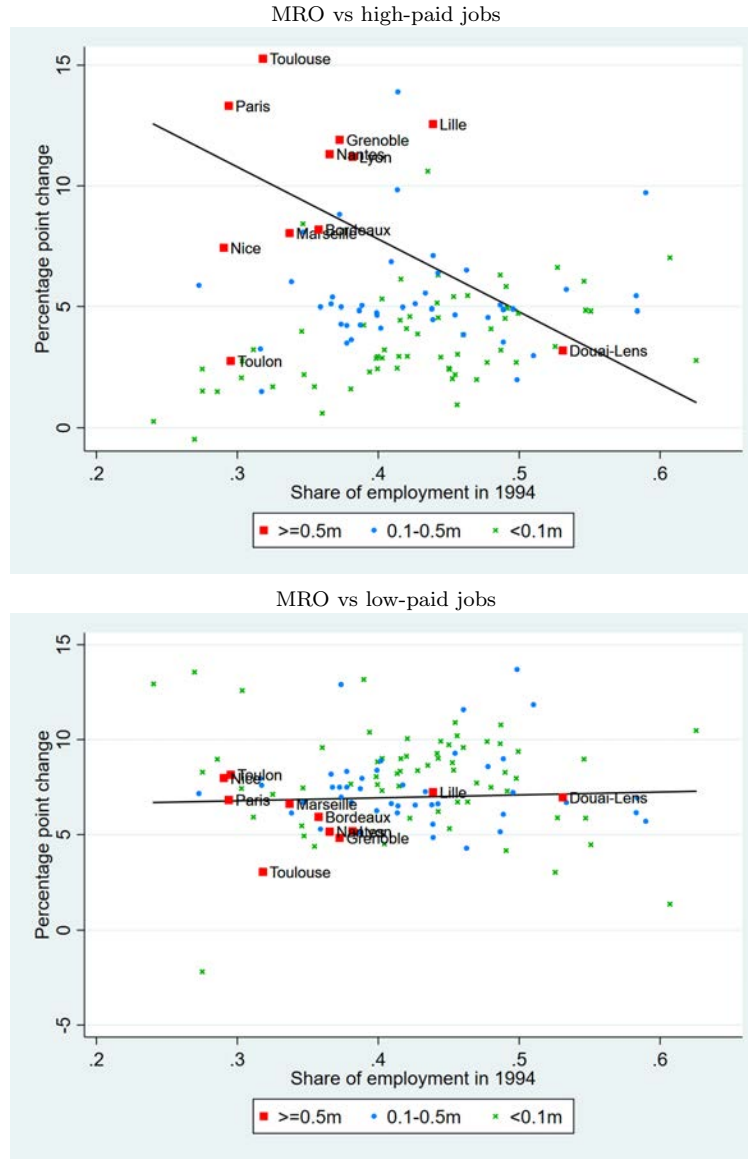 MRO vs high-paid jobs
Percentage point change
15
10
5
0
Toulouse
Paris
Lille
Grenoble
Nantes
Lyon
Bordeaux
Marseille
Nice
Toulon
Douai-Lens
.2 .3 .4 .5 .6
Share of employment in 1994
>=0.5m 0.1-0.5m <0.1m
MRO vs low-paid jobs
Percentage point change
15
10
5
0
-5
Toulon
Nice
Paris
Lille
Douai-Lens
Marseille
Bordeaux
Nantes
Lyon
Grenoble
Toulouse
.2 .3 .4 .5 .6
Share of employment in 1994
>=0.5m 0.1-0.5m <0.1m